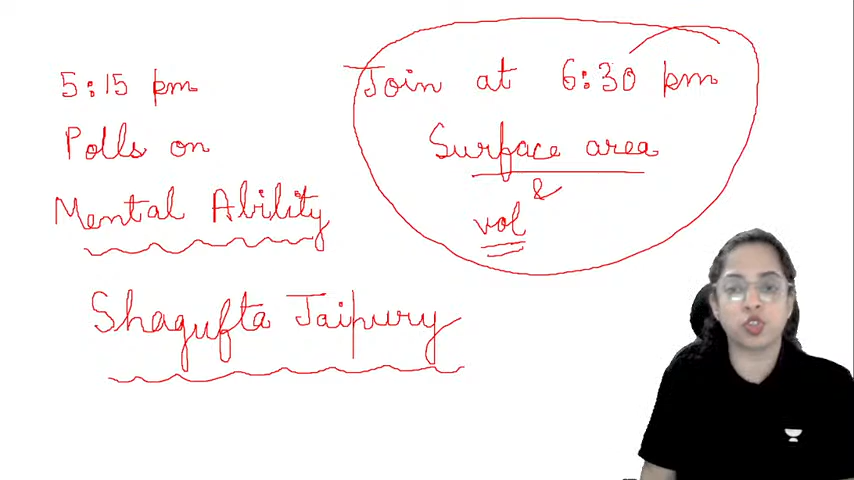 5:15 pm
Polls on
Mental Ability
Join at 6:30 pm
Surface area
&
vol
Shagufta Jaipury